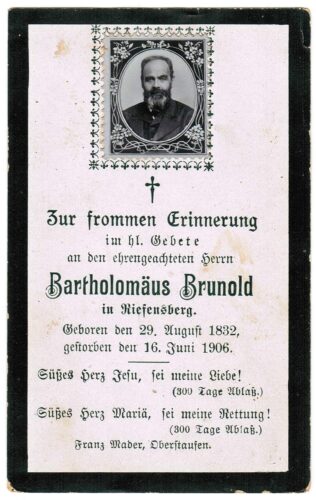 Zur frommen Erinnerung
im hl. Gebete
an den ehrengeachteten Herrn
Bartholomäus Brunold
in Riefensberg.
Geboren den 29. August 1832,
gestorben den 16. Juni 1906.
Süßes Herz Jesu, sei meine Liebe!
(300 Tage Ablaß.)
Süßes Herz Mariä, sei meine Rettung!
(300 Tage Ablaß.)
Franz Mader, Oberstaufen.